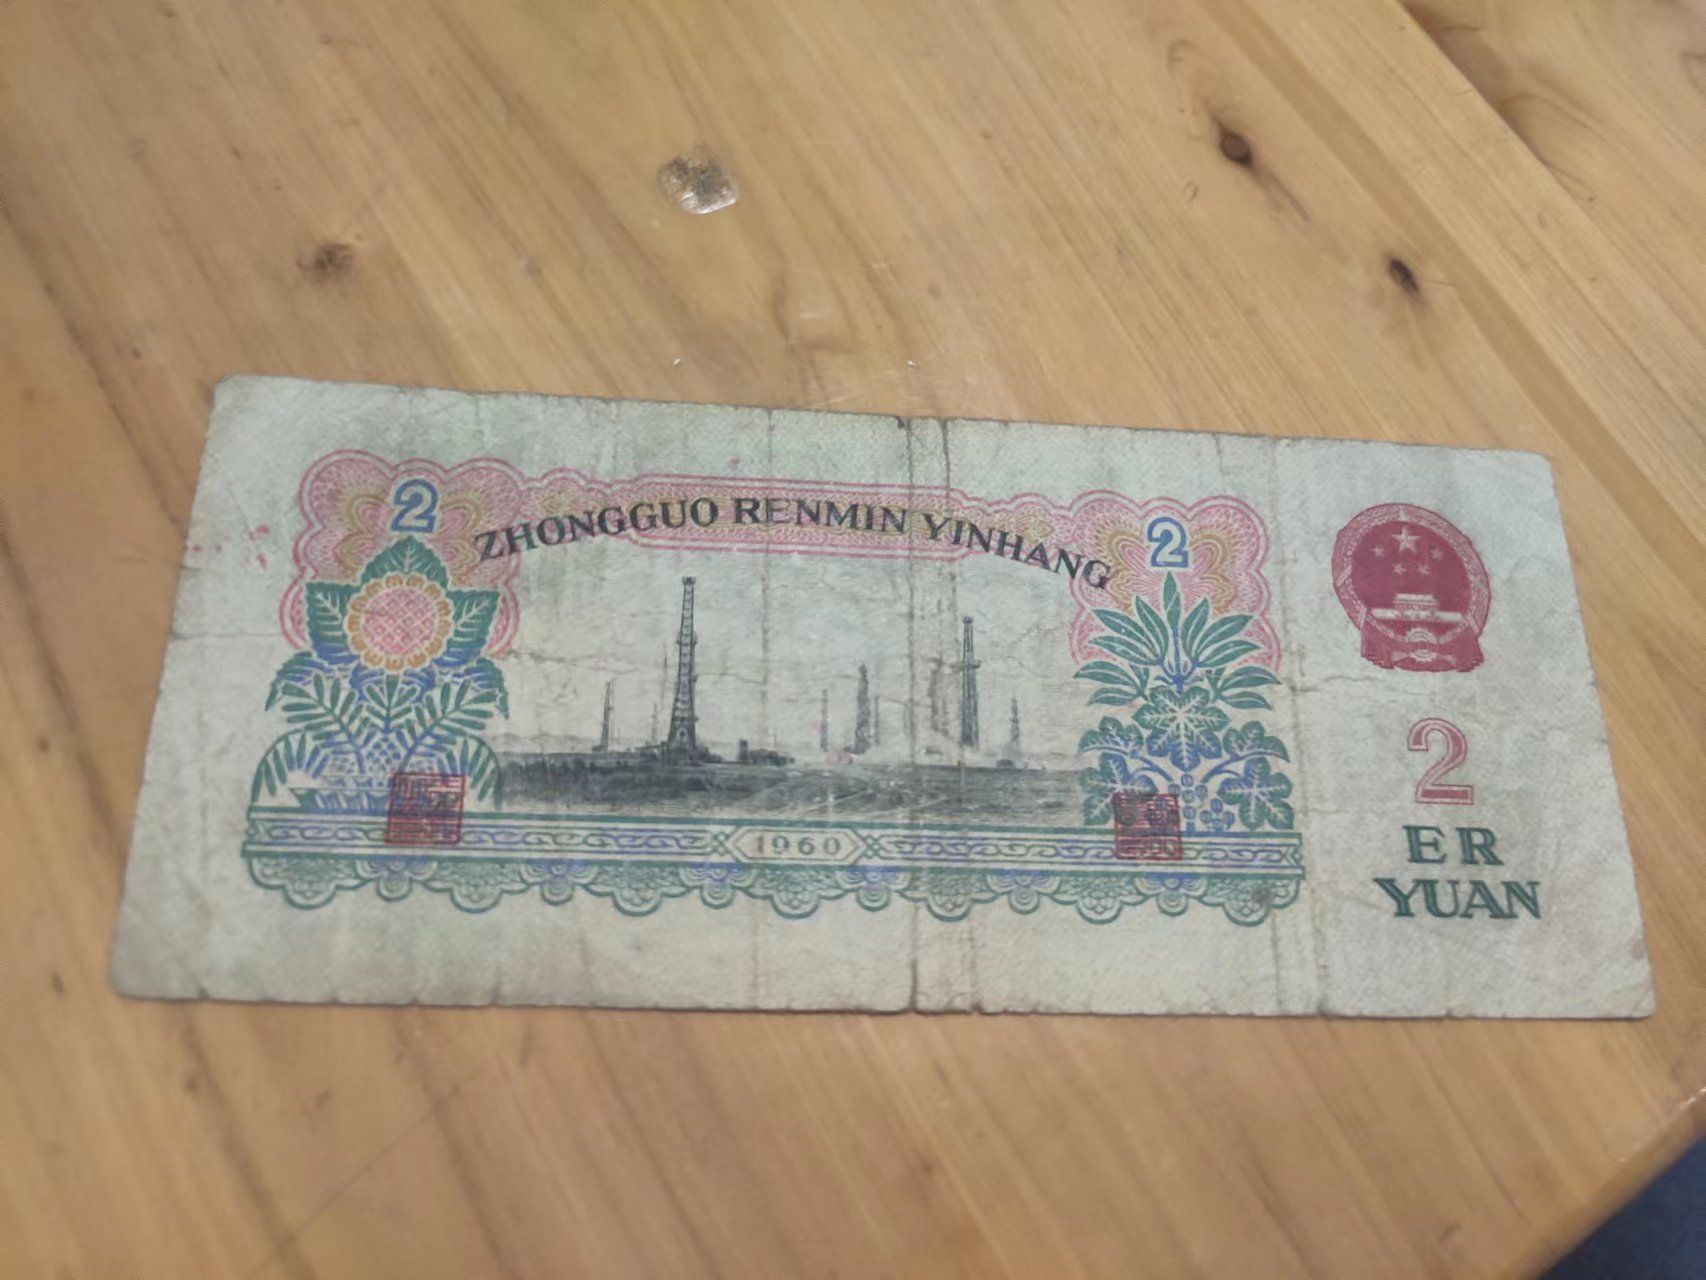 2
ZHONGGUO RENMIN YINHANG
2
1960
2
ER
YUAN